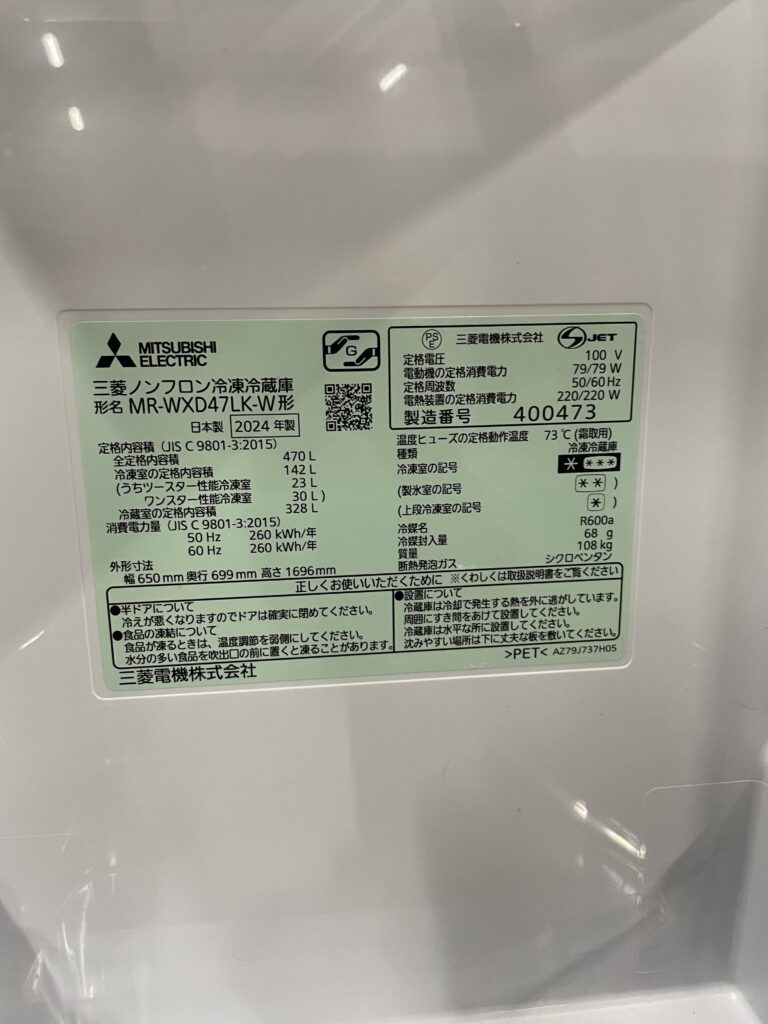 MITSUBISHI
ELECTRIC
G
三菱ノンフロン冷凍冷蔵庫
形名 MR-WXD47LK-W形
日本製 2024 年製
定格内容積 (JIS C 9801-3:2015)
全定格内容積 470 L
冷凍室の定格内容積 142 L
(うちツースター性能冷凍室 23 L
ワンスター性能冷凍室 30 L)
冷蔵室の定格内容積 328 L
消費電力量 (JIS C 9801-3:2015)
50 Hz 260 kWh/年
60 Hz 260 kWh/年
外形寸法
幅 650 mm 奥行 699 mm 高さ 1696 mm
PS
E 三菱電機株式会社 S JET
定格電圧 100 V
電動機の定格消費電力 79/79 W
定格周波数 50/60 Hz
電熱装置の定格消費電力 220/220 W
製造番号 400473
温度ヒューズの定格動作温度 73 ℃ (霜取用)
種類 冷凍冷蔵庫
冷凍室の記号 * ***
(製氷室の記号 ** )
(上段冷凍室の記号 * )
冷媒名 R600a
冷媒封入量 68 g
質量 108 kg
断熱発泡ガス シクロペンタン
正しくお使いいただくために ※くわしくは取扱説明書をご覧ください
●半ドアについて
冷えが悪くなりますのでドアは確実に閉めてください。
●食品の凍結について
食品が凍るときは、温度調節を弱側にしてください。
水分の多い食品を吹出口の前に置くと凍ることがあります。
●設置について
冷蔵庫は冷却で発生する熱を外に逃がしています。
周囲にすき間をあけて設置してください。
冷蔵庫は水平な所に設置してください。
沈みやすい場所は下に丈夫な板を敷いてください。
三菱電機株式会社
>PET< AZ79J737H05